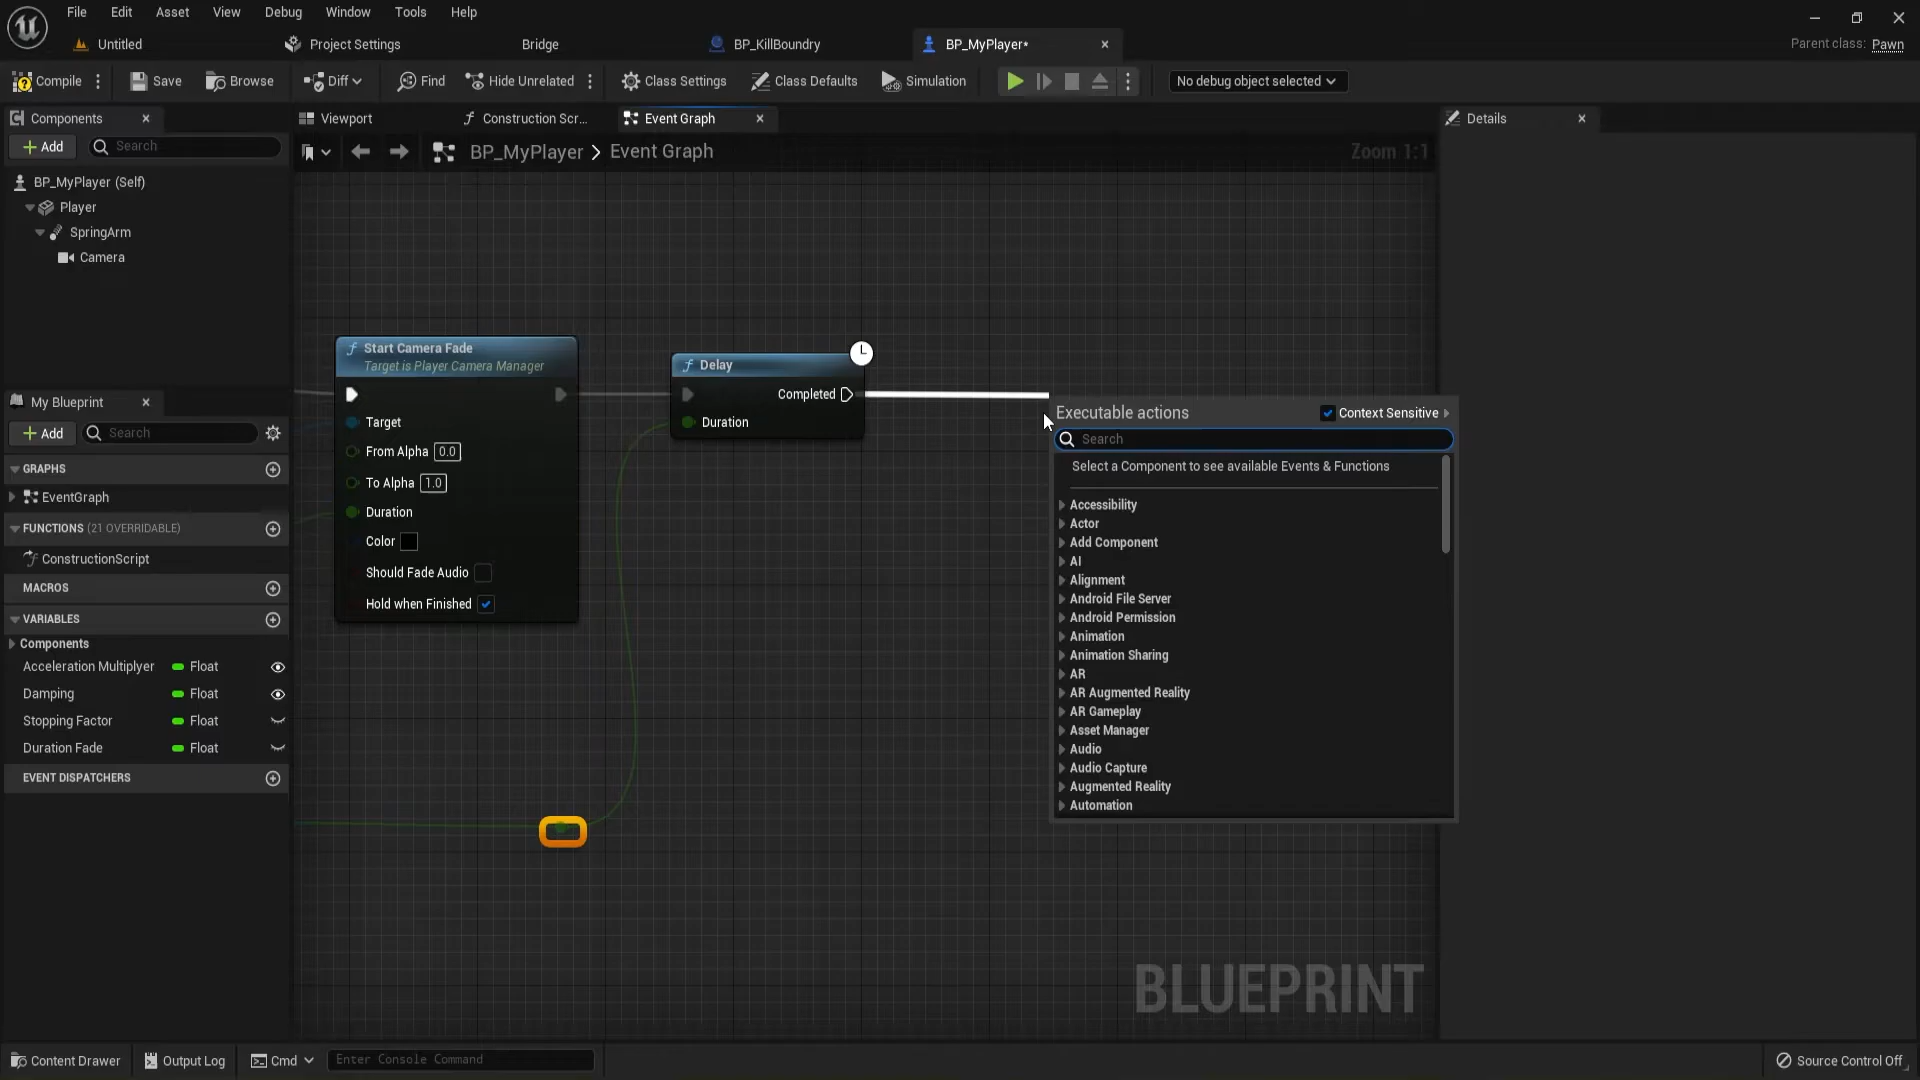 File Edit Asset View Debug Window Tools Help
Untitled Project Settings Bridge BP_KillBoundry BP_MyPlayer*
Parent class: Pawn
Compile Save Browse Diff Find Hide Unrelated Class Settings Class Defaults Simulation No debug object selected
Components
Viewport Construction Scr... Event Graph
Details
Add Search
BP_MyPlayer > Event Graph
Zoom 1:1
BP_MyPlayer (Self)
Player
SpringArm
Camera
Start Camera Fade
Target is Player Camera Manager
Target
From Alpha 0.0
To Alpha 1.0
Duration
Color
Should Fade Audio
Hold when Finished
Delay
Completed
Duration
Executable actions Context Sensitive
Search
Select a Component to see available Events & Functions
Accessibility
Actor
Add Component
AI
Alignment
Android File Server
Android Permission
Animation
Animation Sharing
AR
AR Augmented Reality
AR Gameplay
Asset Manager
Audio
Audio Capture
Augmented Reality
Automation
My Blueprint
Add Search
GRAPHS
EventGraph
FUNCTIONS (21 OVERRIDABLE)
ConstructionScript
MACROS
VARIABLES
Components
Acceleration Multiplyer Float
Damping Float
Stopping Factor Float
Duration Fade Float
EVENT DISPATCHERS
BLUEPRINT
Content Drawer Output Log Cmd Enter Console Command Source Control Off